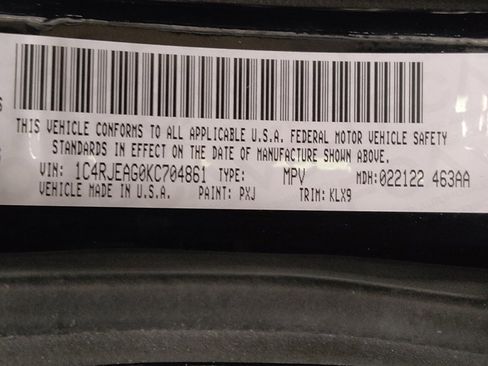 THIS VEHICLE CONFORMS TO ALL APPLICABLE U.S.A. FEDERAL MOTOR VEHICLE SAFETY
STANDARDS IN EFFECT ON THE DATE OF MANUFACTURE SHOWN ABOVE.
VIN: 1C4RJEAG0KC704861 TYPE: MPV MDH:022122 463AA
VEHICLE MADE IN U.S.A. PAINT: PXJ TRIM: KLX9